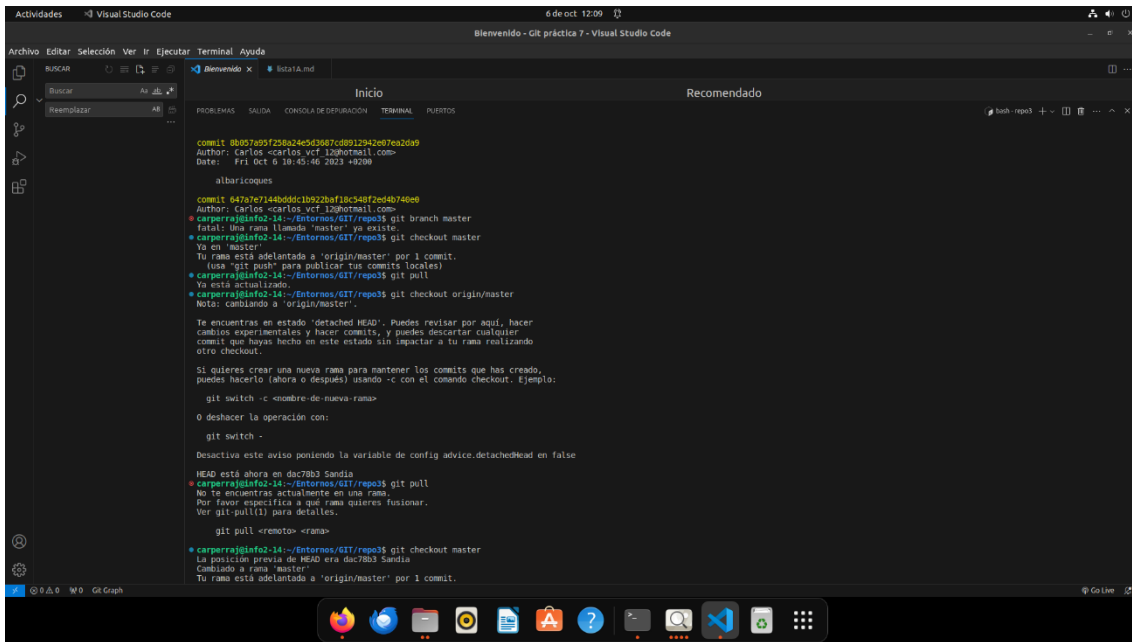 Actividades Visual Studio Code 6 de oct 12:09
Bienvenido - Git práctica 7 - Visual Studio Code
Archivo Editar Selección Ver Ir Ejecutar Terminal Ayuda
BUSCAR Bienvenido lista1A.md
Buscar Aa ab .*
Reemplazar AB
Inicio Recomendado
PROBLEMAS SALIDA CONSOLA DE DEPURACIÓN TERMINAL PUERTOS bash - repo3
commit 8b057a95f258a24e5d3687cd8912942e07ea2da9
Author: Carlos <carlos_vcf_12@hotmail.com>
Date: Fri Oct 6 10:45:46 2023 +0200
albaricoques
commit 647a7e7144bdddc1b922baf18c548f2ed4b740e0
Author: Carlos <carlos_vcf_12@hotmail.com>
carperraj@info2-14:~/Entornos/GIT/repo3$ git branch master
fatal: Una rama llamada 'master' ya existe.
carperraj@info2-14:~/Entornos/GIT/repo3$ git checkout master
Ya en 'master'
Tu rama está adelantada a 'origin/master' por 1 commit.
(usa "git push" para publicar tus commits locales)
carperraj@info2-14:~/Entornos/GIT/repo3$ git pull
Ya está actualizado.
carperraj@info2-14:~/Entornos/GIT/repo3$ git checkout origin/master
Nota: cambiando a 'origin/master'.
Te encuentras en estado 'detached HEAD'. Puedes revisar por aquí, hacer
cambios experimentales y hacer commits, y puedes descartar cualquier
commit que hayas hecho en este estado sin impactar a tu rama realizando
otro checkout.
Si quieres crear una nueva rama para mantener los commits que has creado,
puedes hacerlo (ahora o después) usando -c con el comando checkout. Ejemplo:
git switch -c <nombre-de-nueva-rama>
O deshacer la operación con:
git switch -
Desactiva este aviso poniendo la variable de config advice.detachedHead en false
HEAD está ahora en dac78b3 Sandia
carperraj@info2-14:~/Entornos/GIT/repo3$ git pull
No te encuentras actualmente en una rama.
Por favor especifica a qué rama quieres fusionar.
Ver git-pull(1) para detalles.
git pull <remoto> <rama>
carperraj@info2-14:~/Entornos/GIT/repo3$ git checkout master
La posición previa de HEAD era dac78b3 Sandia
Cambiado a rama 'master'
Tu rama está adelantada a 'origin/master' por 1 commit.
0 0 0 Git Graph Go Live